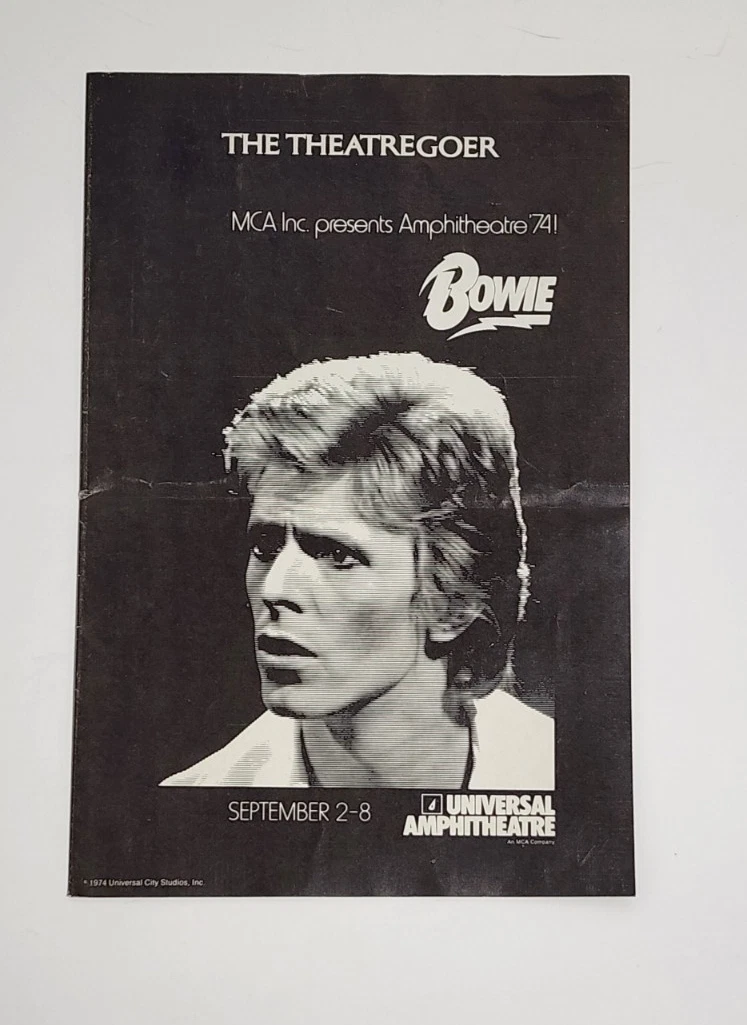 THE THEATREGOER
MCA Inc. presents Amphitheatre '74!
BOWIE
SEPTEMBER 2-8
UNIVERSAL
AMPHITHEATRE
An MCA Company
© 1974 Universal City Studios, Inc.